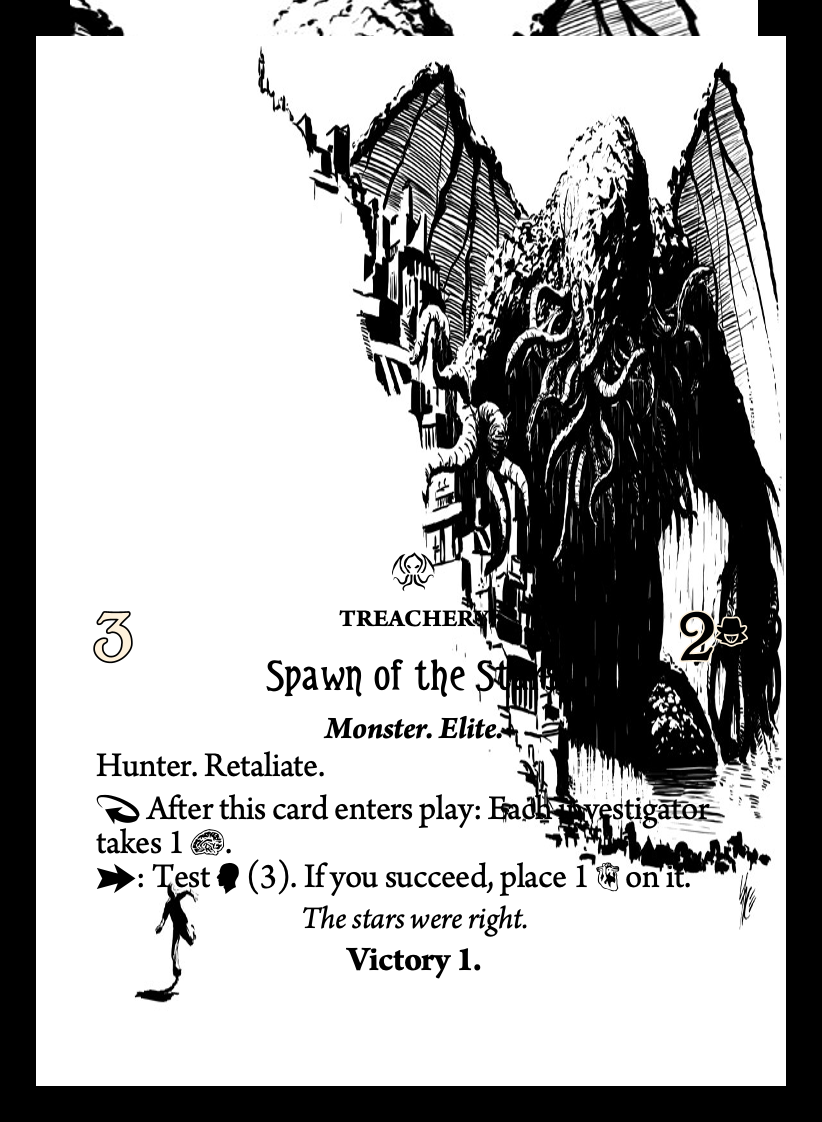 TREACHERY
3
2
Spawn of the St
Monster. Elite.
Hunter. Retaliate.
After this card enters play: Each investigator
takes 1 .
: Test (3). If you succeed, place 1 on it.
The stars were right.
Victory 1.